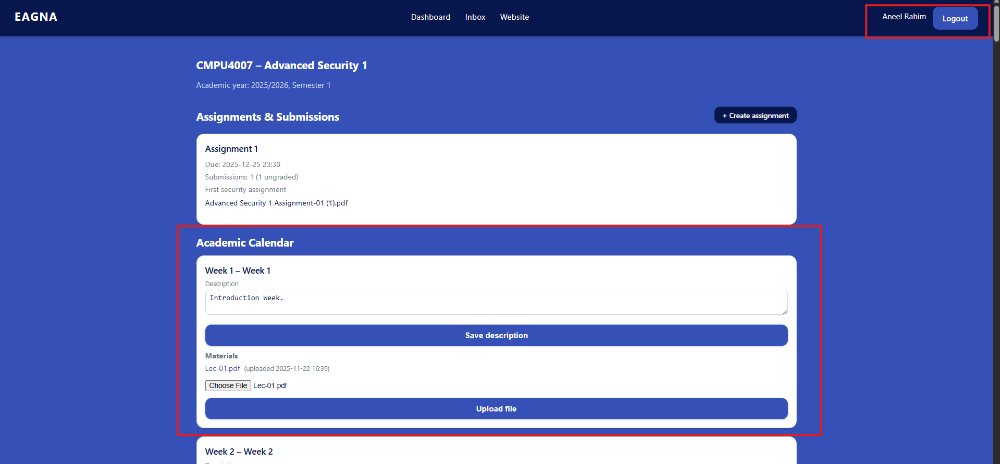 EAGNA
Dashboard Inbox Website
Aneel Rahim Logout
CMPU4007 – Advanced Security 1
Academic year: 2025/2026, Semester 1
Assignments & Submissions
+ Create assignment
Assignment 1
Due: 2025-12-25 23:30
Submissions: 1 (1 ungraded)
First security assignment
Advanced Security 1 Assignment-01 (1).pdf
Academic Calendar
Week 1 – Week 1
Description
Introduction Week.
Save description
Materials
Lec-01.pdf (uploaded 2025-11-22 16:39)
Choose File Lec-01.pdf
Upload file
Week 2 – Week 2